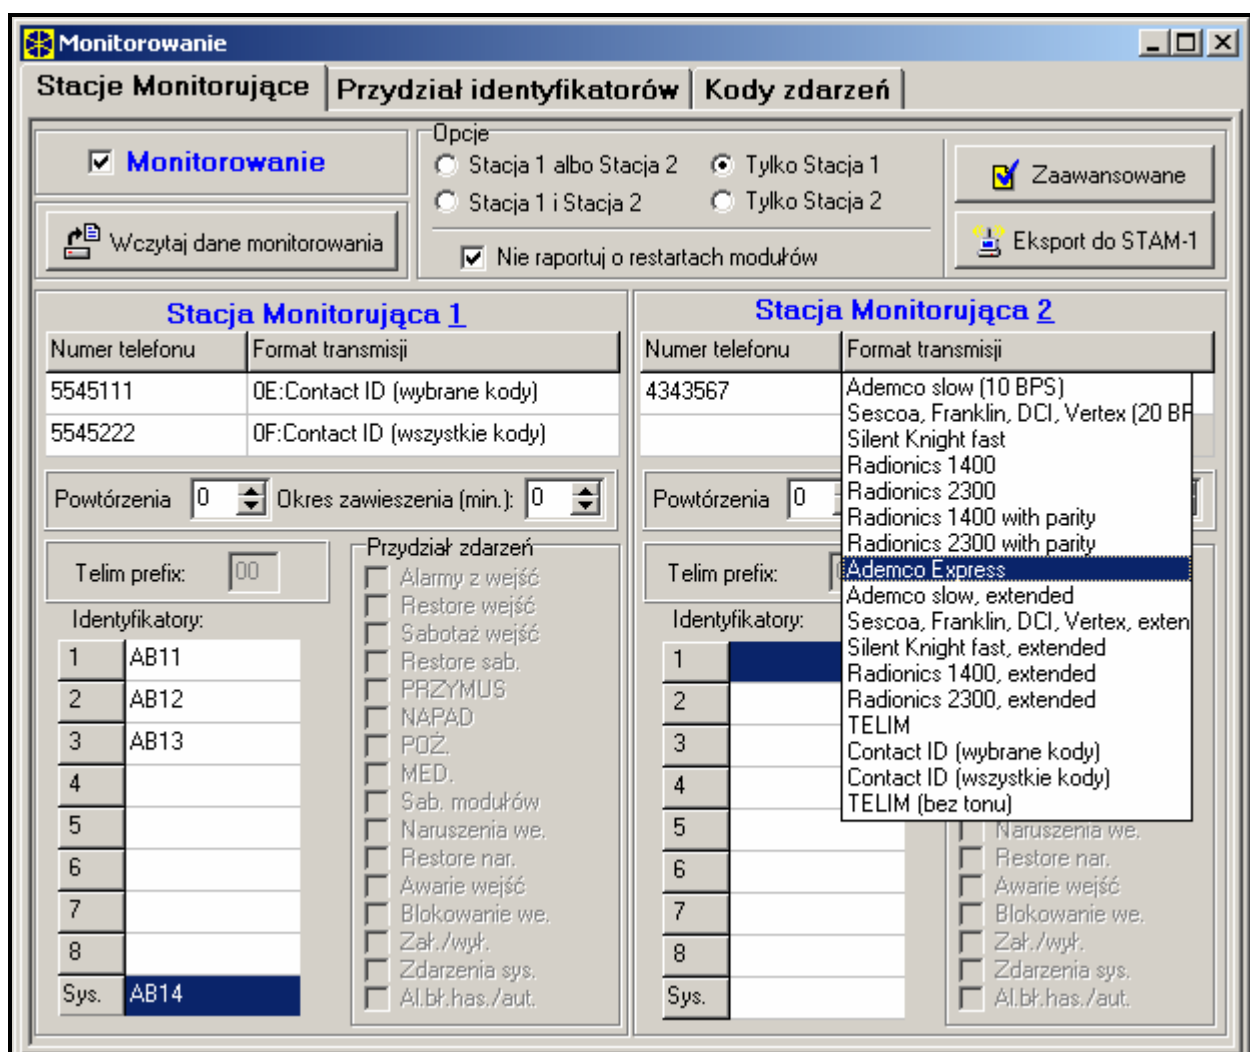 Monitorowanie
Stacje Monitorujące Przydział identyfikatorów Kody zdarzeń
Monitorowanie
Wczytaj dane monitorowania
Opcje
Stacja 1 albo Stacja 2 Tylko Stacja 1
Stacja 1 i Stacja 2 Tylko Stacja 2
Nie raportuj o restartach modułów
Zaawansowane
Eksport do STAM-1
Stacja Monitorująca 1
Numer telefonu Format transmisji
5545111 0E:Contact ID (wybrane kody)
5545222 0F:Contact ID (wszystkie kody)
Powtórzenia 0 Okres zawieszenia (min.): 0
Telim prefix: 00
Identyfikatory:
1 AB11
2 AB12
3 AB13
4
5
6
7
8
Sys. AB14
Przydział zdarzeń
Alarmy z wejść
Restore wejść
Sabotaż wejść
Restore sab.
PRZYMUS
NAPAD
POŻ.
MED.
Sab. modułów
Naruszenia we.
Restore nar.
Awarie wejść
Blokowanie we.
Zał./wył.
Zdarzenia sys.
Al.bł.has./aut.
Stacja Monitorująca 2
Numer telefonu Format transmisji
4343567
Powtórzenia 0
Telim prefix:
Identyfikatory:
1
2
3
4
5
6
7
8
Sys.
Ademco slow (10 BPS)
Sescoa, Franklin, DCI, Vertex (20 BP
Silent Knight fast
Radionics 1400
Radionics 2300
Radionics 1400 with parity
Radionics 2300 with parity
Ademco Express
Ademco slow, extended
Sescoa, Franklin, DCI, Vertex, exten
Silent Knight fast, extended
Radionics 1400, extended
Radionics 2300, extended
TELIM
Contact ID (wybrane kody)
Contact ID (wszystkie kody)
TELIM (bez tonu)
Naruszenia we.
Restore nar.
Awarie wejść
Blokowanie we.
Zał./wył.
Zdarzenia sys.
Al.bł.has./aut.